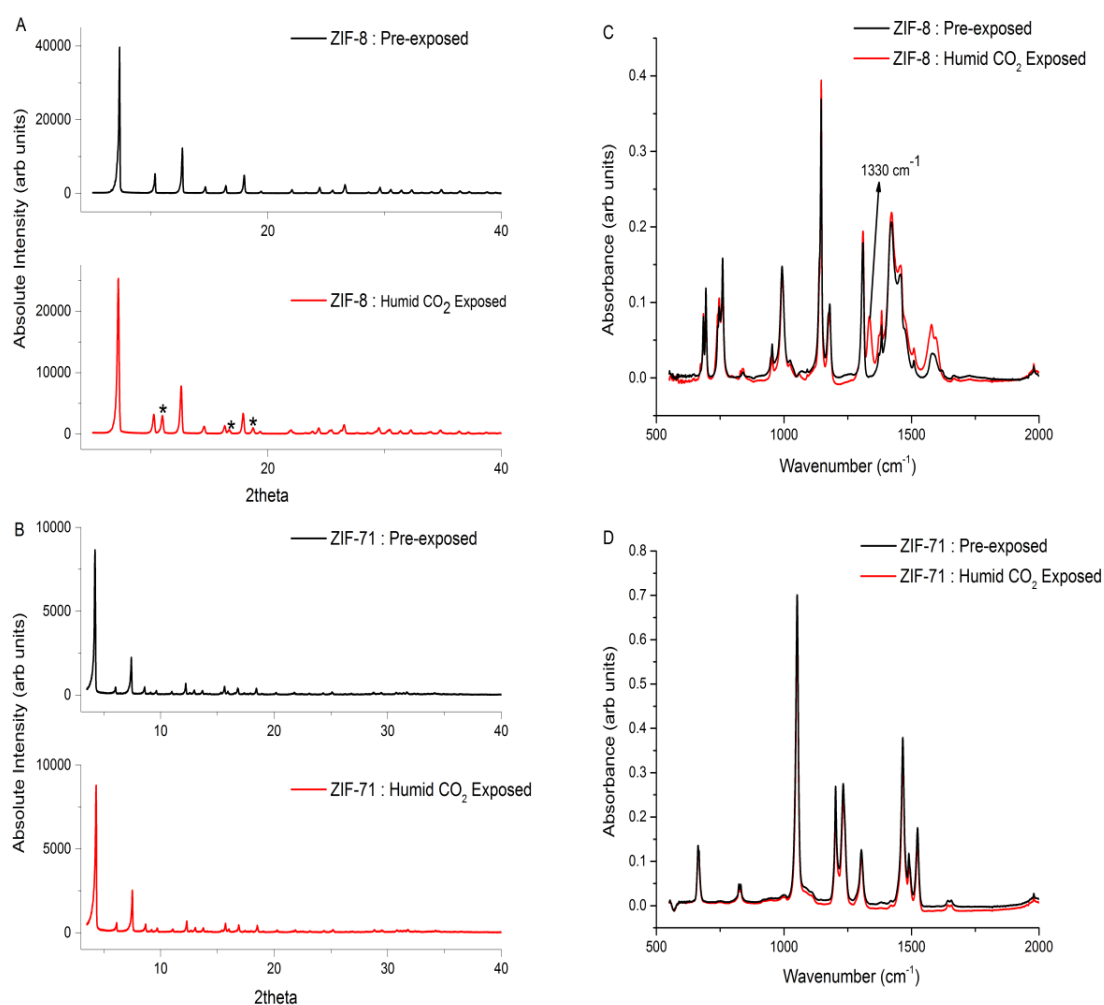 A
ZIF-8 : Pre-exposed
40000
20000
0
20
40
ZIF-8 : Humid CO2 Exposed
20000
10000
0
* * *
20
40
2theta
Absolute Intensity (arb units)
B
ZIF-71 : Pre-exposed
10000
5000
0
10
20
30
40
ZIF-71 : Humid CO2 Exposed
10000
5000
0
10
20
30
40
2theta
Absolute Intensity (arb units)
C
ZIF-8 : Pre-exposed
ZIF-8 : Humid CO2 Exposed
1330 cm-1
0.4
0.3
0.2
0.1
0.0
500
1000
1500
2000
Wavenumber (cm-1)
Absorbance (arb units)
D
ZIF-71 : Pre-exposed
ZIF-71 : Humid CO2 Exposed
0.8
0.7
0.6
0.5
0.4
0.3
0.2
0.1
0.0
500
1000
1500
2000
Wavenumber (cm-1)
Absorbance (arb units)